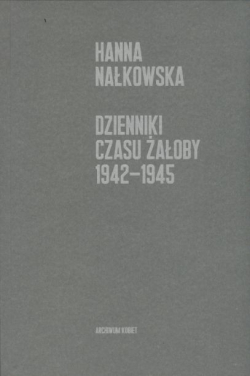 HANNA
NAŁKOWSKA
DZIENNIKI
CZASU ŻAŁOBY
1942–1945
ARCHIWUM KOBIET